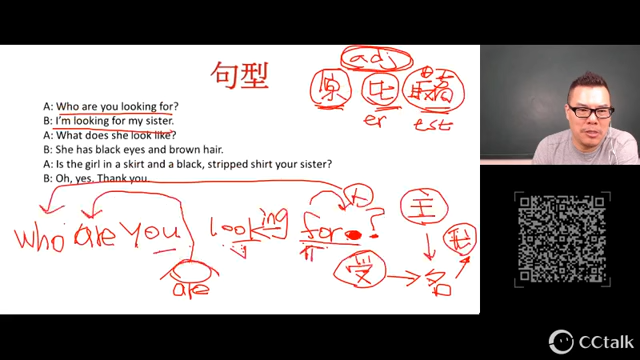 句型
adj
原 比 最
er est
A: Who are you looking for?
B: I'm looking for my sister.
A: What does she look like?
B: She has black eyes and brown hair.
A: Is the girl in a skirt and a black, stripped shirt your sister?
B: Oh, yes. Thank you.
who are you looking for ?
人
主
受
are
CCtalk